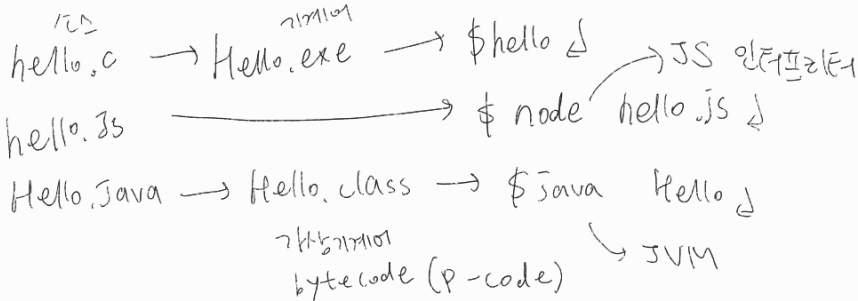 소스 기계어
hello.c → Hello.exe → $hello ↲
JS 인터프리터
hello.Js → $ node hello.js ↲
Hello.Java → Hello.class → $java Hello ↲
가상기계어 JVM
bytecode (p-code)